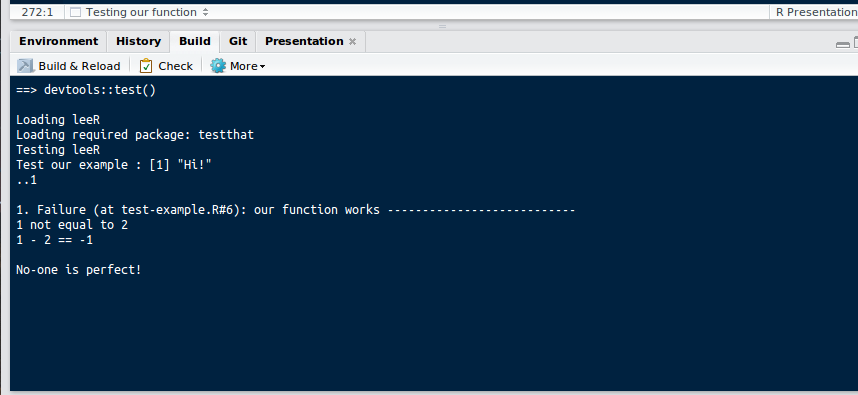 272:1 Testing our function R Presentation
Environment History Build Git Presentation
Build & Reload Check More
==> devtools::test()
Loading leeR
Loading required package: testthat
Testing leeR
Test our example : [1] "Hi!"
..1
1. Failure (at test-example.R#6): our function works ---------------------------
1 not equal to 2
1 - 2 == -1
No-one is perfect!